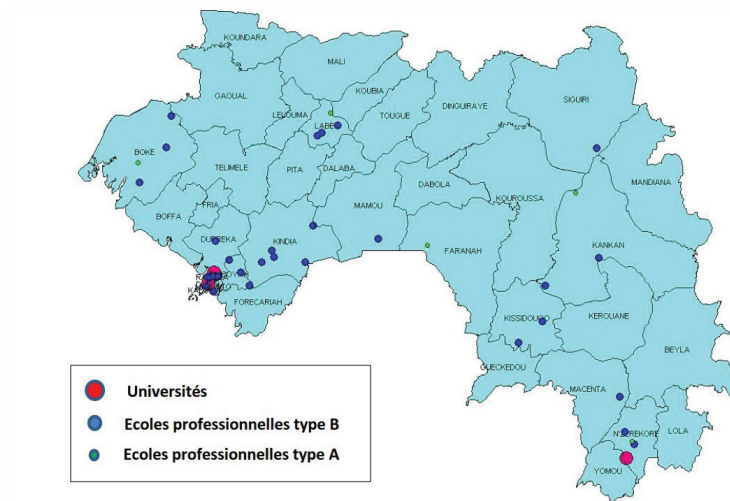 KOUNDARA
MALI
GAOUAL
KOUBIA
SIGUIRI
LELOUMA
TOUGUE
DINGUIRAYE
LABE
BOKE
TELIMELE
PITA
DALABA
MANDIANA
DABOLA
KOUROUSSA
MAMOU
FRIA
BOFFA
DUBREKA
KINDIA
FARANAH
KANKAN
FORECARIAH
KISSIDOUGO
KEROUANE
BEYLA
GUECKEDOU
MACENTA
N'ZEREKORE
LOLA
YOMOU
Universités
Ecoles professionnelles type B
Ecoles professionnelles type A